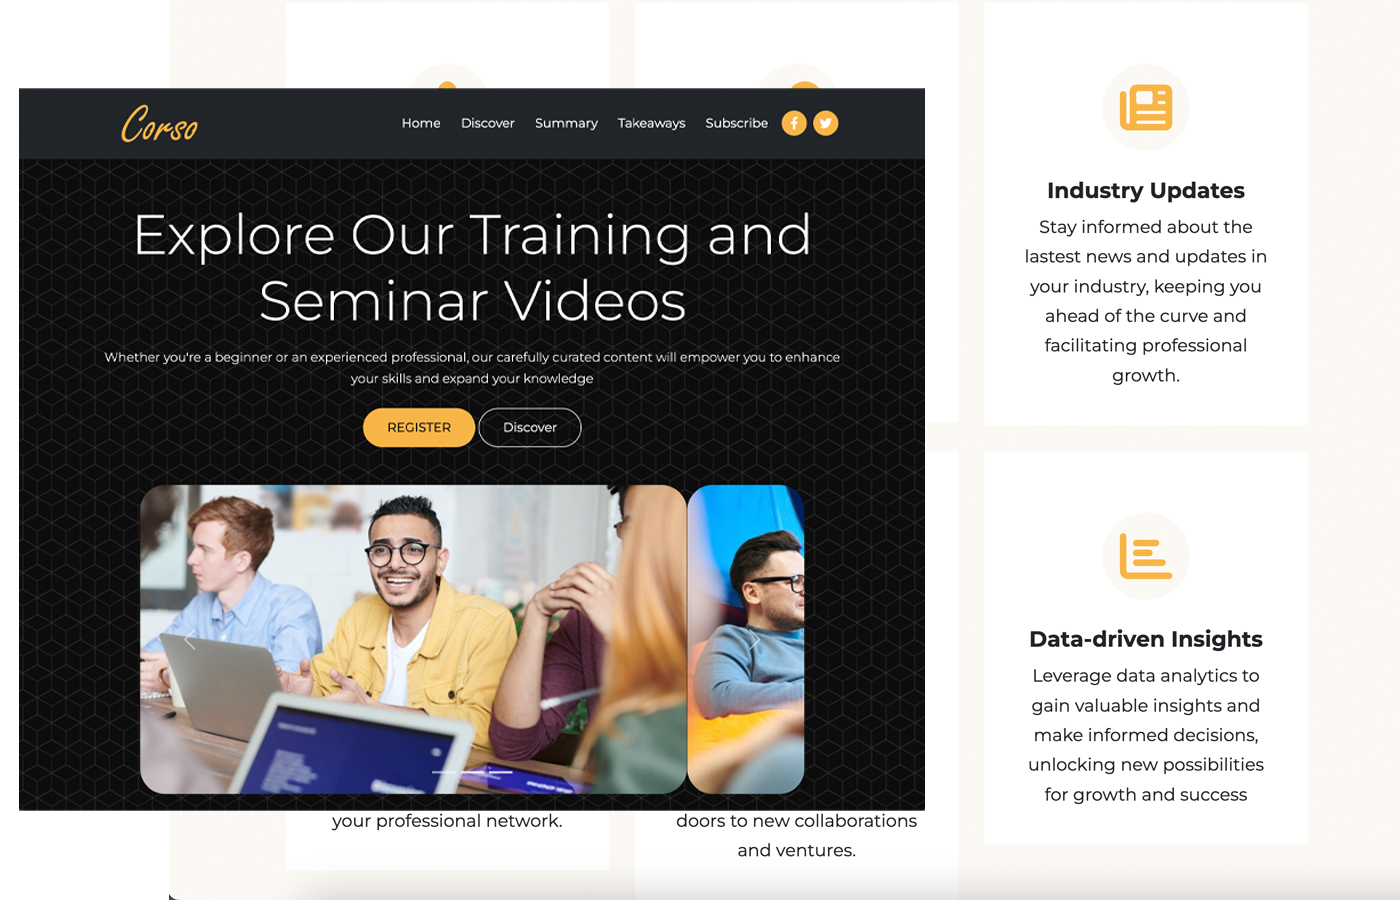 Corso
Home Discover Summary Takeaways Subscribe
Explore Our Training and
Seminar Videos
Whether you're a beginner or an experienced professional, our carefully curated content will empower you to enhance
your skills and expand your knowledge
REGISTER Discover
your professional network.
doors to new collaborations
and ventures.
Industry Updates
Stay informed about the
lastest news and updates in
your industry, keeping you
ahead of the curve and
facilitating professional
growth.
Data-driven Insights
Leverage data analytics to
gain valuable insights and
make informed decisions,
unlocking new possibilities
for growth and success